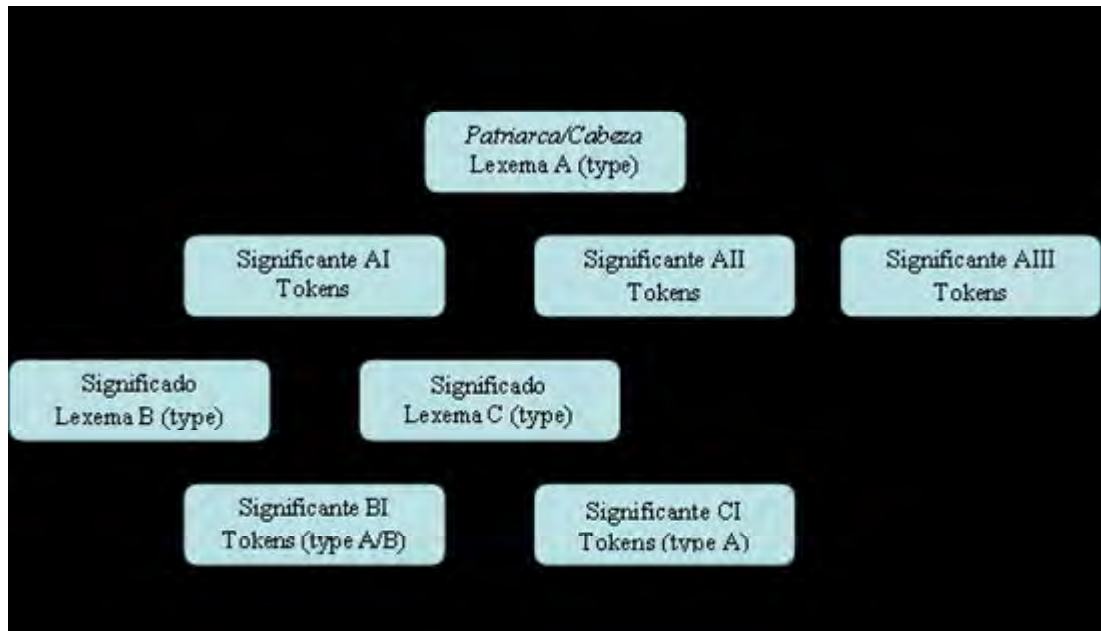 Patriarca/Cabeza
Lexema A (type)
Significante AI
Tokens
Significante AII
Tokens
Significante AIII
Tokens
Significado
Lexema B (type)
Significado
Lexema C (type)
Significante BI
Tokens (type A/B)
Significante CI
Tokens (type A)